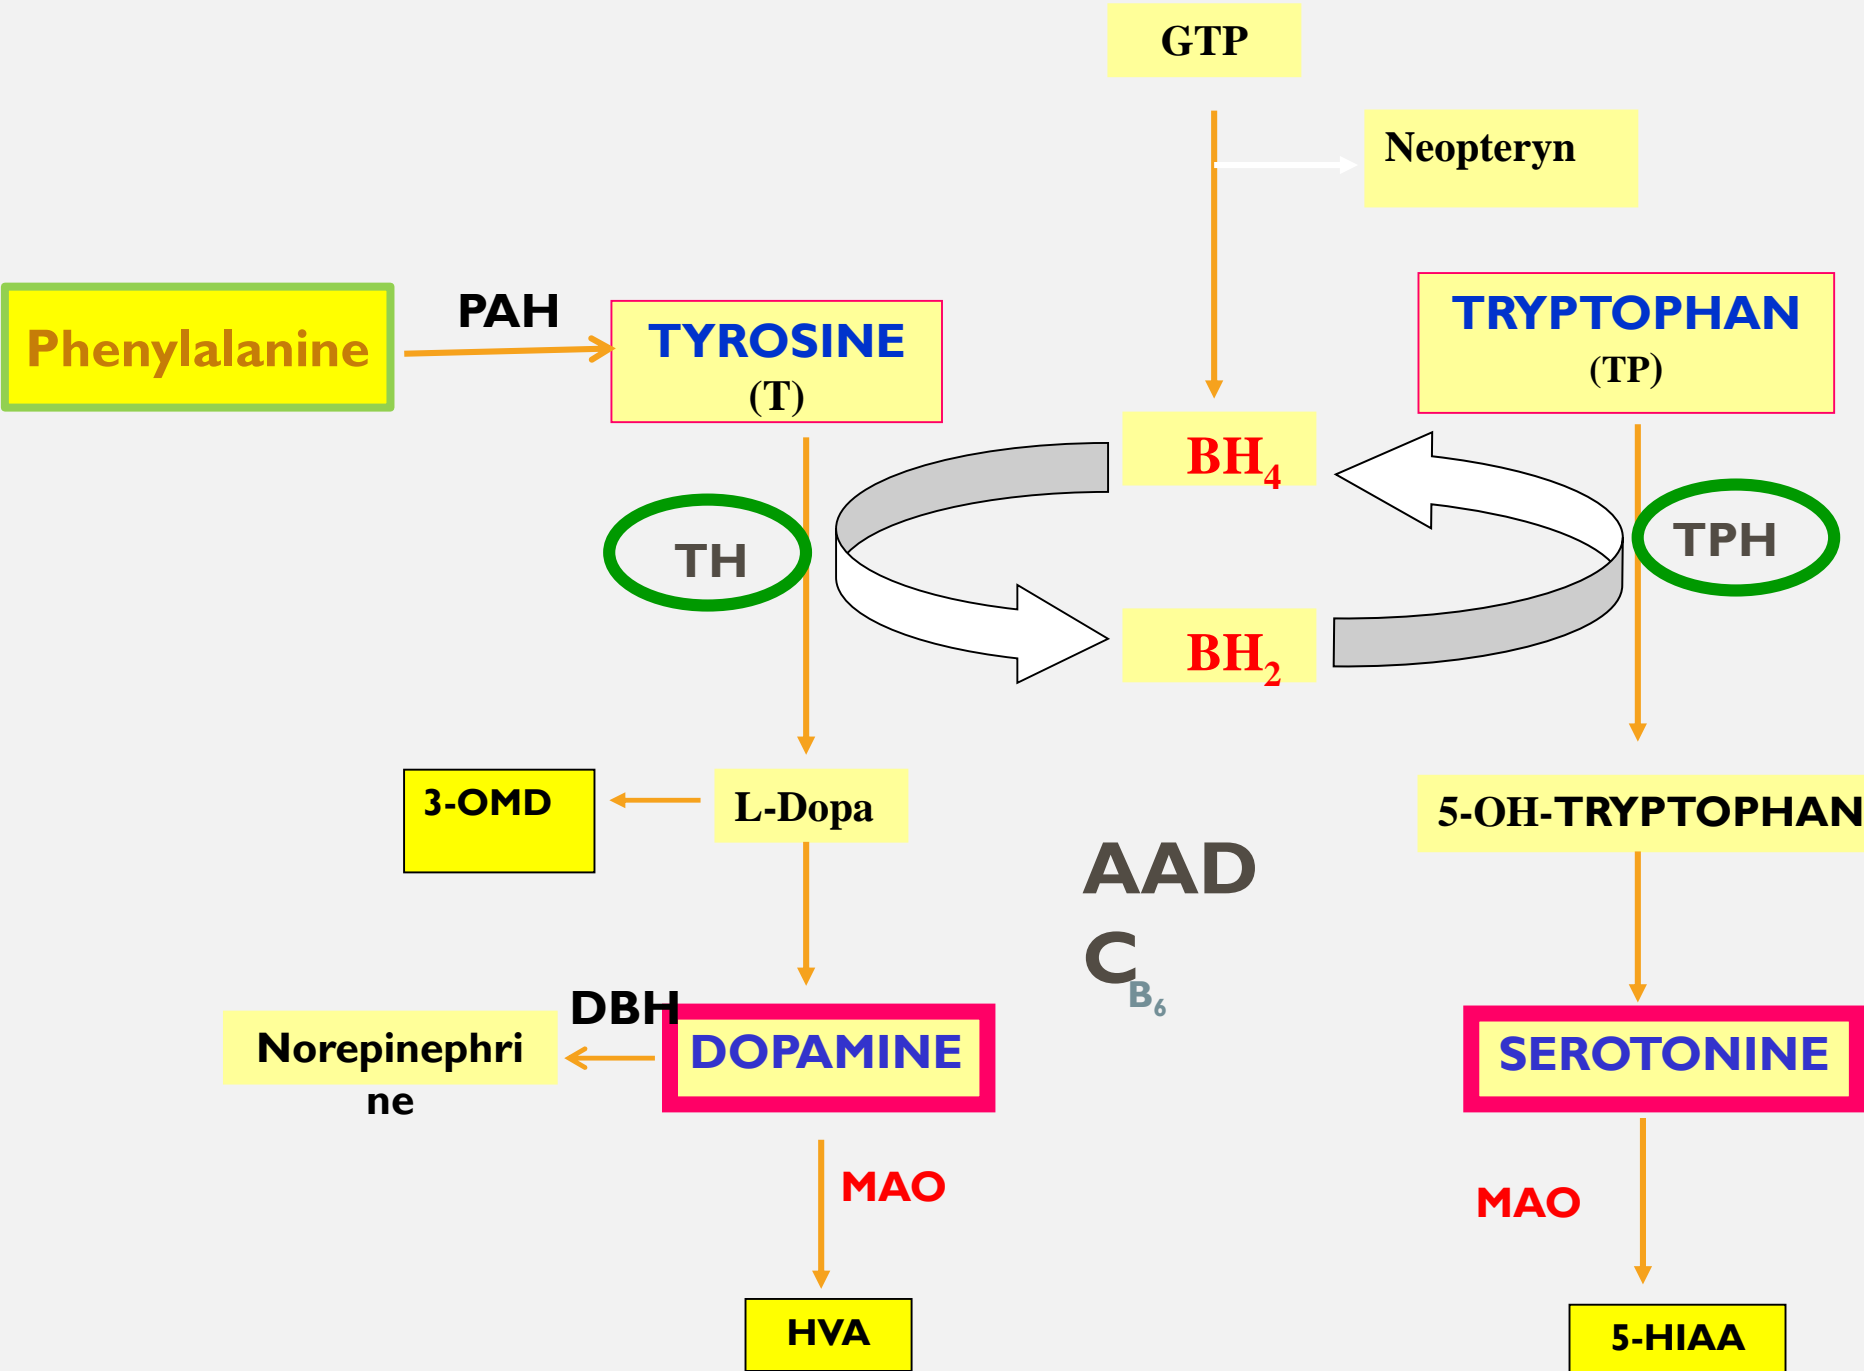 GTP
Neopteryn
Phenylalanine
PAH
TYROSINE
(T)
TRYPTOPHAN
(TP)
BH₄
TH
TPH
BH₂
3-OMD
L-Dopa
5-OH-TRYPTOPHAN
AAD
C
B₆
DBH
Norepinephri
ne
DOPAMINE
SEROTONINE
MAO
MAO
HVA
5-HIAA